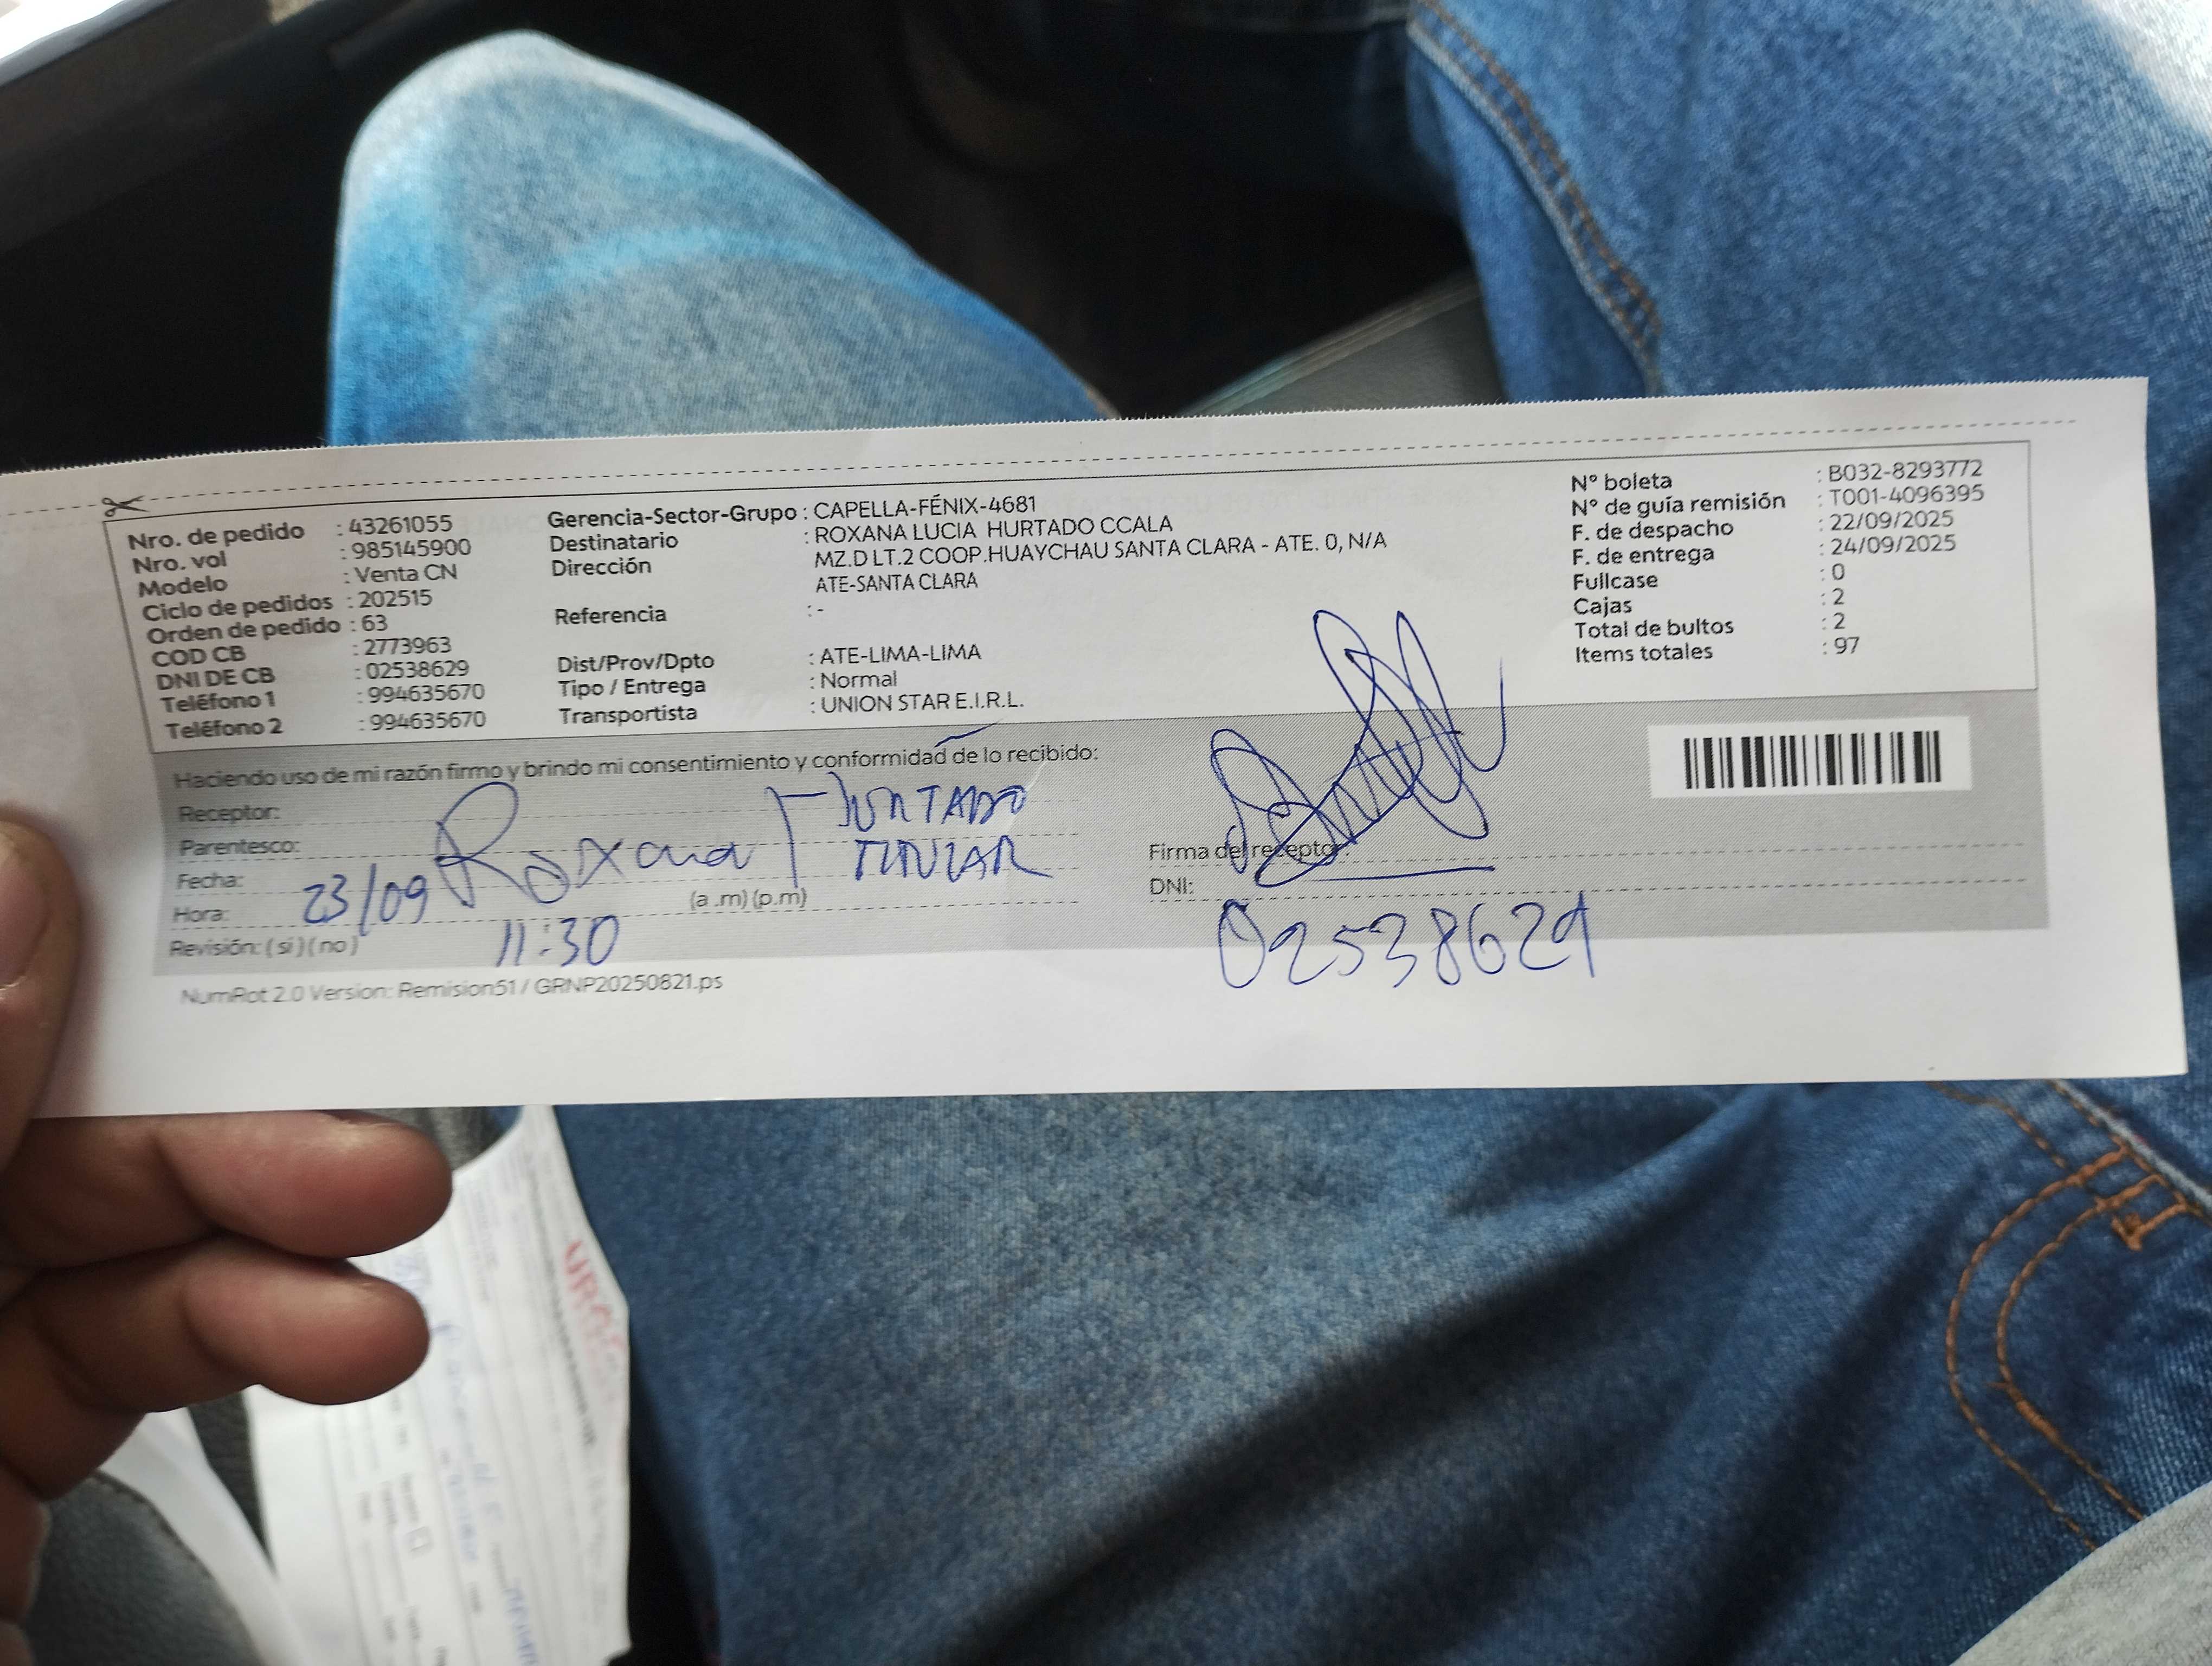 Nro. de pedido : 43261055
Nro. vol : 985145900
Modelo : Venta CN
Ciclo de pedidos : 202515
Orden de pedido : 63
COD CB : 2773963
DNI DE CB : 02538629
Teléfono 1 : 994635670
Teléfono 2 : 994635670
Gerencia-Sector-Grupo : CAPELLA-FÉNIX-4681
Destinatario : ROXANA LUCIA HURTADO CCALA
Dirección MZ.D LT.2 COOP.HUAYCHAU SANTA CLARA - ATE. 0, N/A
ATE-SANTA CLARA
Referencia : -
Dist/Prov/Dpto : ATE-LIMA-LIMA
Tipo / Entrega : Normal
Transportista : UNION STAR E.I.R.L.
N° boleta : B032-8293772
N° de guía remisión : T001-4096395
F. de despacho : 22/09/2025
F. de entrega : 24/09/2025
Fullcase : 0
Cajas : 2
Total de bultos : 2
Items totales : 97
Haciendo uso de mi razón firmo y brindo mi consentimiento y conformidad de lo recibido:
Receptor:
Parentesco: Roxana HURTADO
TITULAR
Fecha: 23/09
Hora: 11:30 (a.m) (p.m)
Revisión: ( si ) ( no )
Firma del receptor:
DNI: 02538629
NumRot 2.0 Version: Remision51 / GRNP20250821.ps